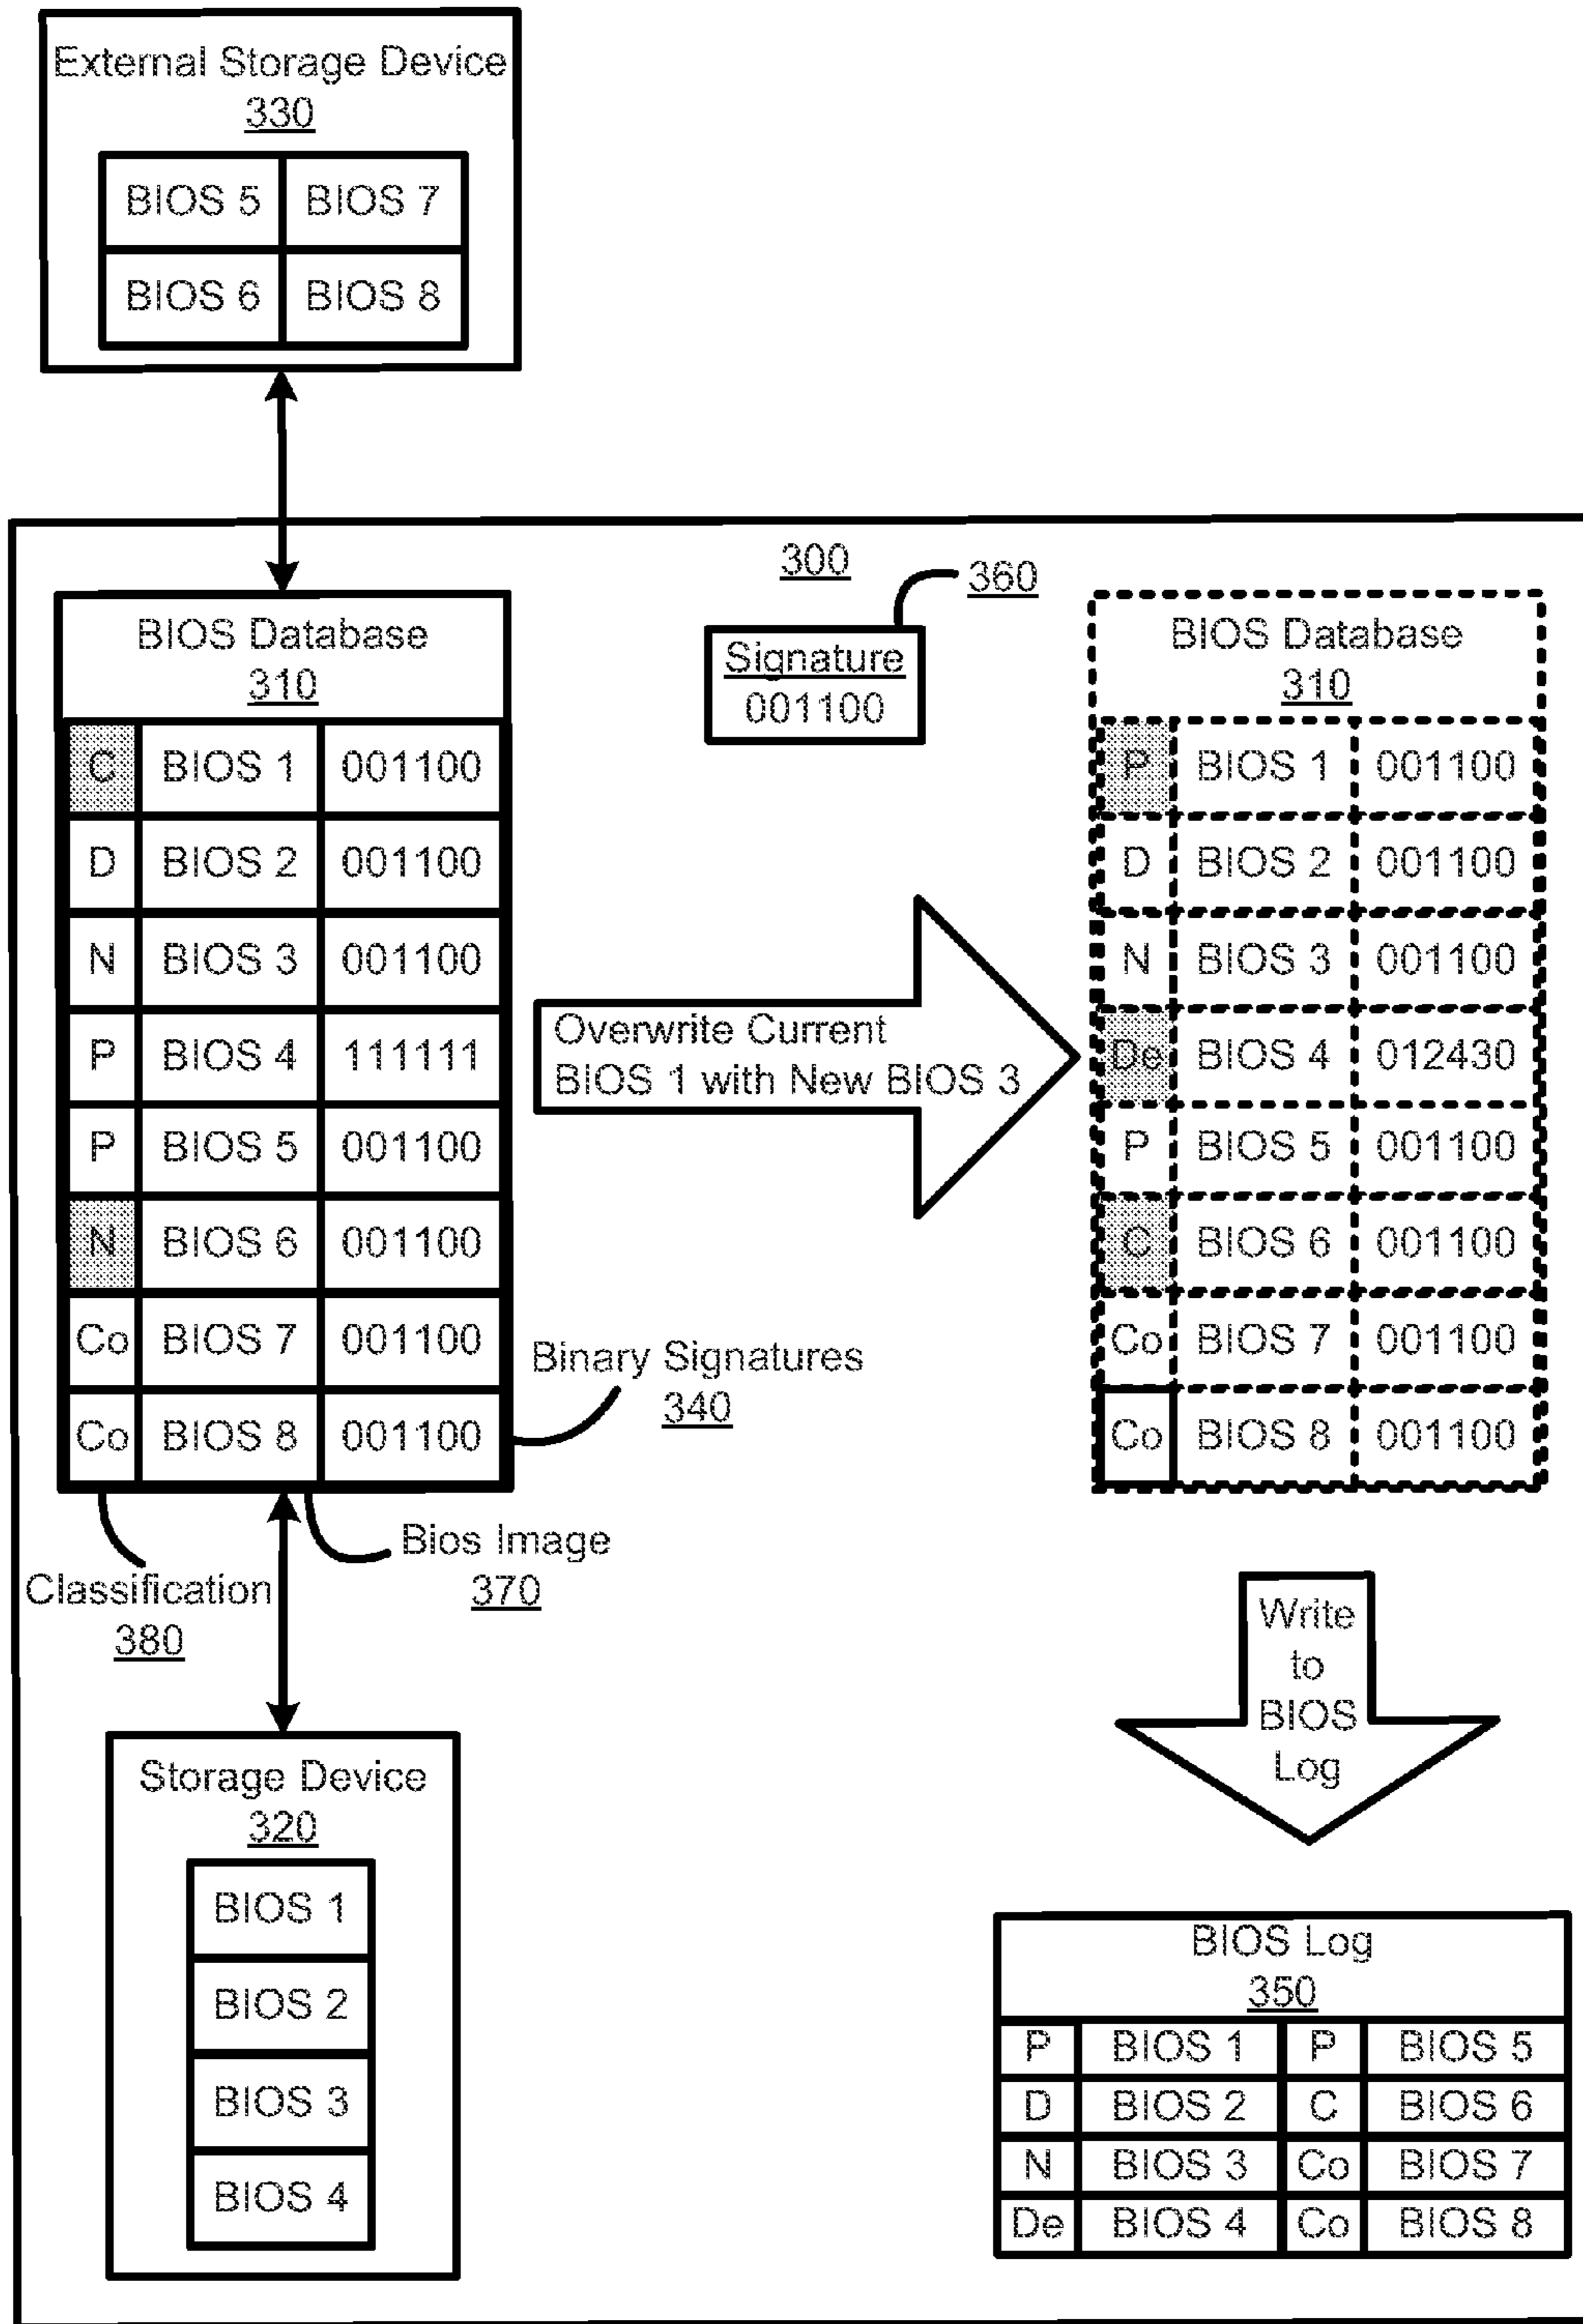 External Storage Device
330
BIOS 5 BIOS 7
BIOS 6 BIOS 8
300
360
Signature
001100
BIOS Database
310
C BIOS 1 001100
D BIOS 2 001100
N BIOS 3 001100
P BIOS 4 111111
P BIOS 5 001100
N BIOS 6 001100
Co BIOS 7 001100
Co BIOS 8 001100
Binary Signatures
340
Bios Image
370
Classification
380
Overwrite Current
BIOS 1 with New BIOS 3
BIOS Database
310
P BIOS 1 001100
D BIOS 2 001100
N BIOS 3 001100
De BIOS 4 012430
P BIOS 5 001100
C BIOS 6 001100
Co BIOS 7 001100
Co BIOS 8 001100
Write
to
BIOS
Log
Storage Device
320
BIOS 1
BIOS 2
BIOS 3
BIOS 4
BIOS Log
350
P BIOS 1 P BIOS 5
D BIOS 2 C BIOS 6
N BIOS 3 Co BIOS 7
De BIOS 4 Co BIOS 8